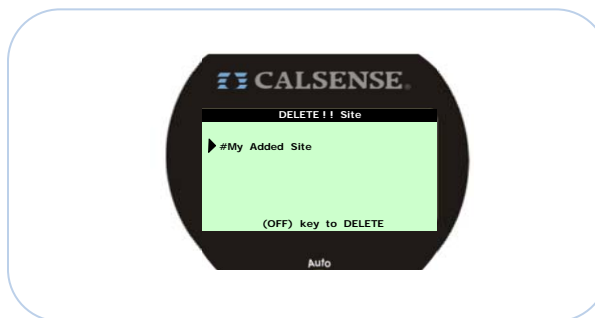 CALSENSE®
DELETE!! Site
#My Added Site
(OFF) key to DELETE
Auto